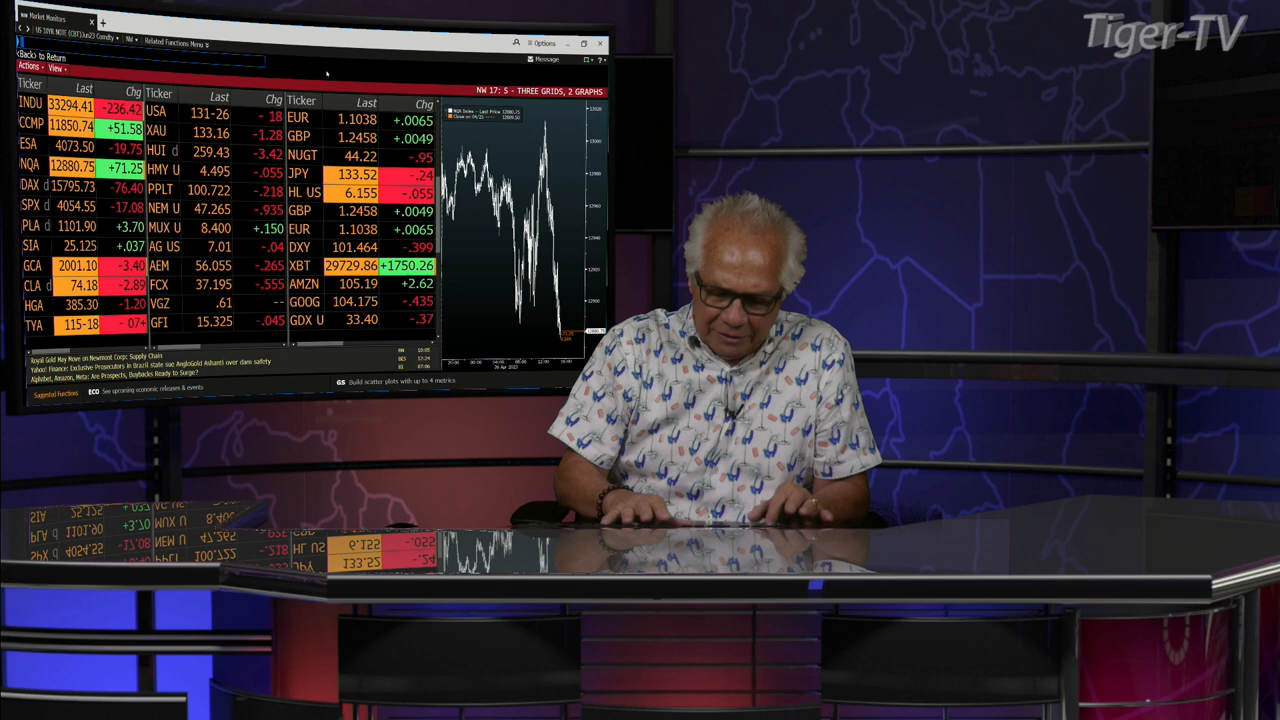 Tiger-TV
NW Market Monitors
US 10YR NOTE (CBT)Jun23 Comdty NW Related Functions Menu
Options
<Back> to Return
Message
Actions View
NW 17: 5 - THREE GRIDS, 2 GRAPHS
Ticker Last Chg Ticker Last Chg Ticker Last Chg
INDU 33294.41 -236.42 USA 131-26 - 18 EUR 1.1038 +.0065
CCMP 11850.74 +51.58 XAU 133.16 -1.28 GBP 1.2458 +.0049
ESA 4073.50 -19.75 HUI d 259.43 -3.42 NUGT 44.22 -.95
NQA 12880.75 +71.25 HMY U 4.495 -.055 JPY 133.52 -.24
DAX d 15795.73 -76.40 PPLT 100.722 -.218 HL US 6.155 -.055
SPX d 4054.55 -17.08 NEM U 47.265 -.935 GBP 1.2458 +.0049
PLA d 1101.90 +3.70 MUX U 8.400 +.150 EUR 1.1038 +.0065
SIA 25.125 +.037 AG US 7.01 -.04 DXY 101.464 -.399
GCA 2001.10 -3.40 AEM 56.055 -.265 XBT 29729.86 +1750.26
CLA d 74.18 -2.89 FCX 37.195 -.555 AMZN 105.19 +2.62
HGA 385.30 -1.20 VGZ .61 -- GOOG 104.175 -.435
TYA 115-18 - 07+ GFI 15.325 -.045 GDX U 33.40 -.37
Royal Gold May Move on Newmont Corp: Supply Chain
Yahoo! Finance: Exclusive-Prosecutors in Brazil state sue AngloGold Ashanti over dam safety
Alphabet, Amazon, Meta: Are Prospects, Buybacks Ready to Surge?
Suggested Functions ECO See upcoming economic releases & events GS Build scatter plots with up to 4 metrics